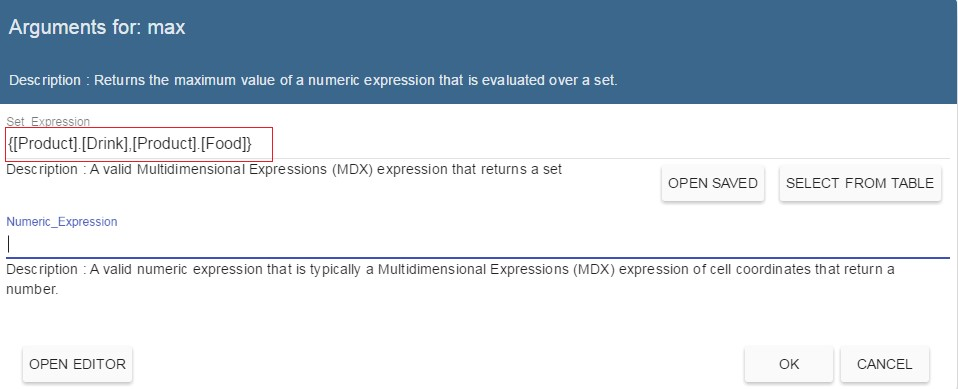 Arguments for: max
Description : Returns the maximum value of a numeric expression that is evaluated over a set.
Set_Expression
{[Product].[Drink],[Product].[Food]}
Description : A valid Multidimensional Expressions (MDX) expression that returns a set
OPEN SAVED
SELECT FROM TABLE
Numeric_Expression
Description : A valid numeric expression that is typically a Multidimensional Expressions (MDX) expression of cell coordinates that return a
number.
OPEN EDITOR
OK
CANCEL